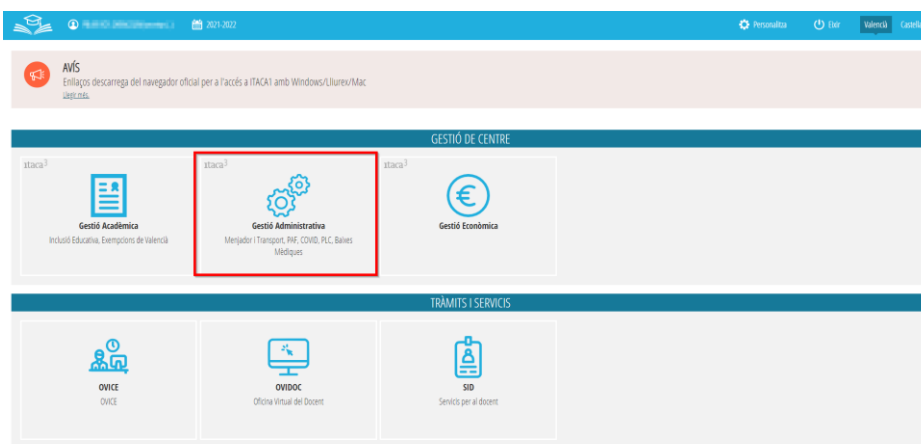 2021-2022
Personalitza
Eixir
Valencià
Castella
AVÍS
Enllaços descarrega del navegador oficial per a l'accés a ITACA1 amb Windows/Lliurex/Mac
Llegir més.
GESTIÓ DE CENTRE
itaca3
Gestió Acadèmica
Inclusió Educativa, Exempcions de Valencià
itaca3
Gestió Administrativa
Menjador i Transport, PAF, COVID, PLC, Baixes
Mèdiques
itaca3
Gestió Econòmica
TRÀMITS I SERVICIS
OVICE
OVICE
OVIDOC
Oficina Virtual del Docent
SID
Servicis per al docent